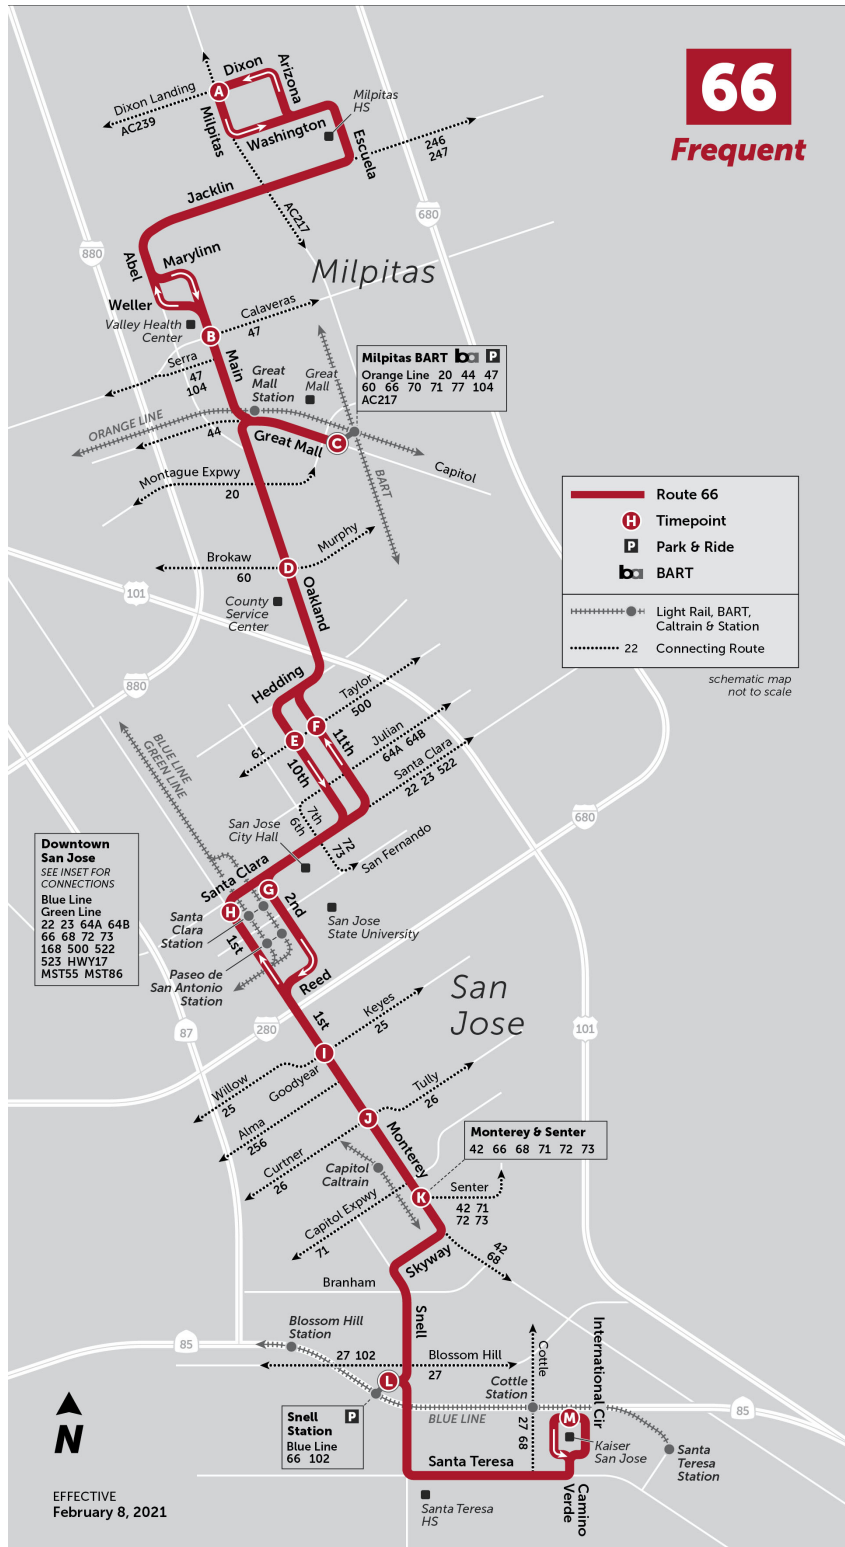 66
Frequent
Dixon
Arizona
A
Dixon Landing
AC239
Milpitas
Washington
Milpitas
HS
Escuela
246
247
Jacklin
AC217
680
880
Milpitas
Abel
Marylinn
Weller
Valley Health
Center
B
Calaveras
47
Serra
47
104
Main
Great
Mall
Station
Great
Mall
Milpitas BART ba P
Orange Line 20 44 47
60 66 70 71 77 104
AC217
ORANGE LINE
44
Great Mall
C
Capitol
BART
Montague Expwy
20
Route 66
H Timepoint
P Park & Ride
ba BART
Light Rail, BART,
Caltrain & Station
22 Connecting Route
schematic map
not to scale
Brokaw
60
D
Murphy
101
County
Service
Center
Oakland
880
Hedding
Taylor
500
F
E
61
10th
11th
Julian
64A 64B
Santa Clara
22 23 522
BLUE LINE
GREEN LINE
7th
6th
72
73
San Fernando
680
San Jose
City Hall
Downtown
San Jose
SEE INSET FOR
CONNECTIONS
Blue Line
Green Line
22 23 64A 64B
66 68 72 73
168 500 522
523 HWY17
MST55 MST86
Santa Clara
G
H
2nd
1st
Santa
Clara
Station
San Jose
State University
Paseo de
San Antonio
Station
Reed
San
Jose
87
280
101
1st
Keyes
25
I
Willow
25
Goodyear
Alma
256
Tully
26
J
Curtner
26
Monterey
Monterey & Senter
42 66 68 71 72 73
Capitol
Caltrain
K
Senter
42 71
72 73
Capitol Expwy
71
42
68
Skyway
Branham
Snell
Blossom Hill
Station
85
27 102
Blossom Hill
27
Cottle
International Cir
L
Cottle
Station
BLUE LINE
27 68
85
M
Snell
Station
P
Blue Line
66 102
Kaiser
San Jose
Santa
Teresa
Station
Santa Teresa
Camino
Verde
Santa Teresa
HS
N
EFFECTIVE
February 8, 2021